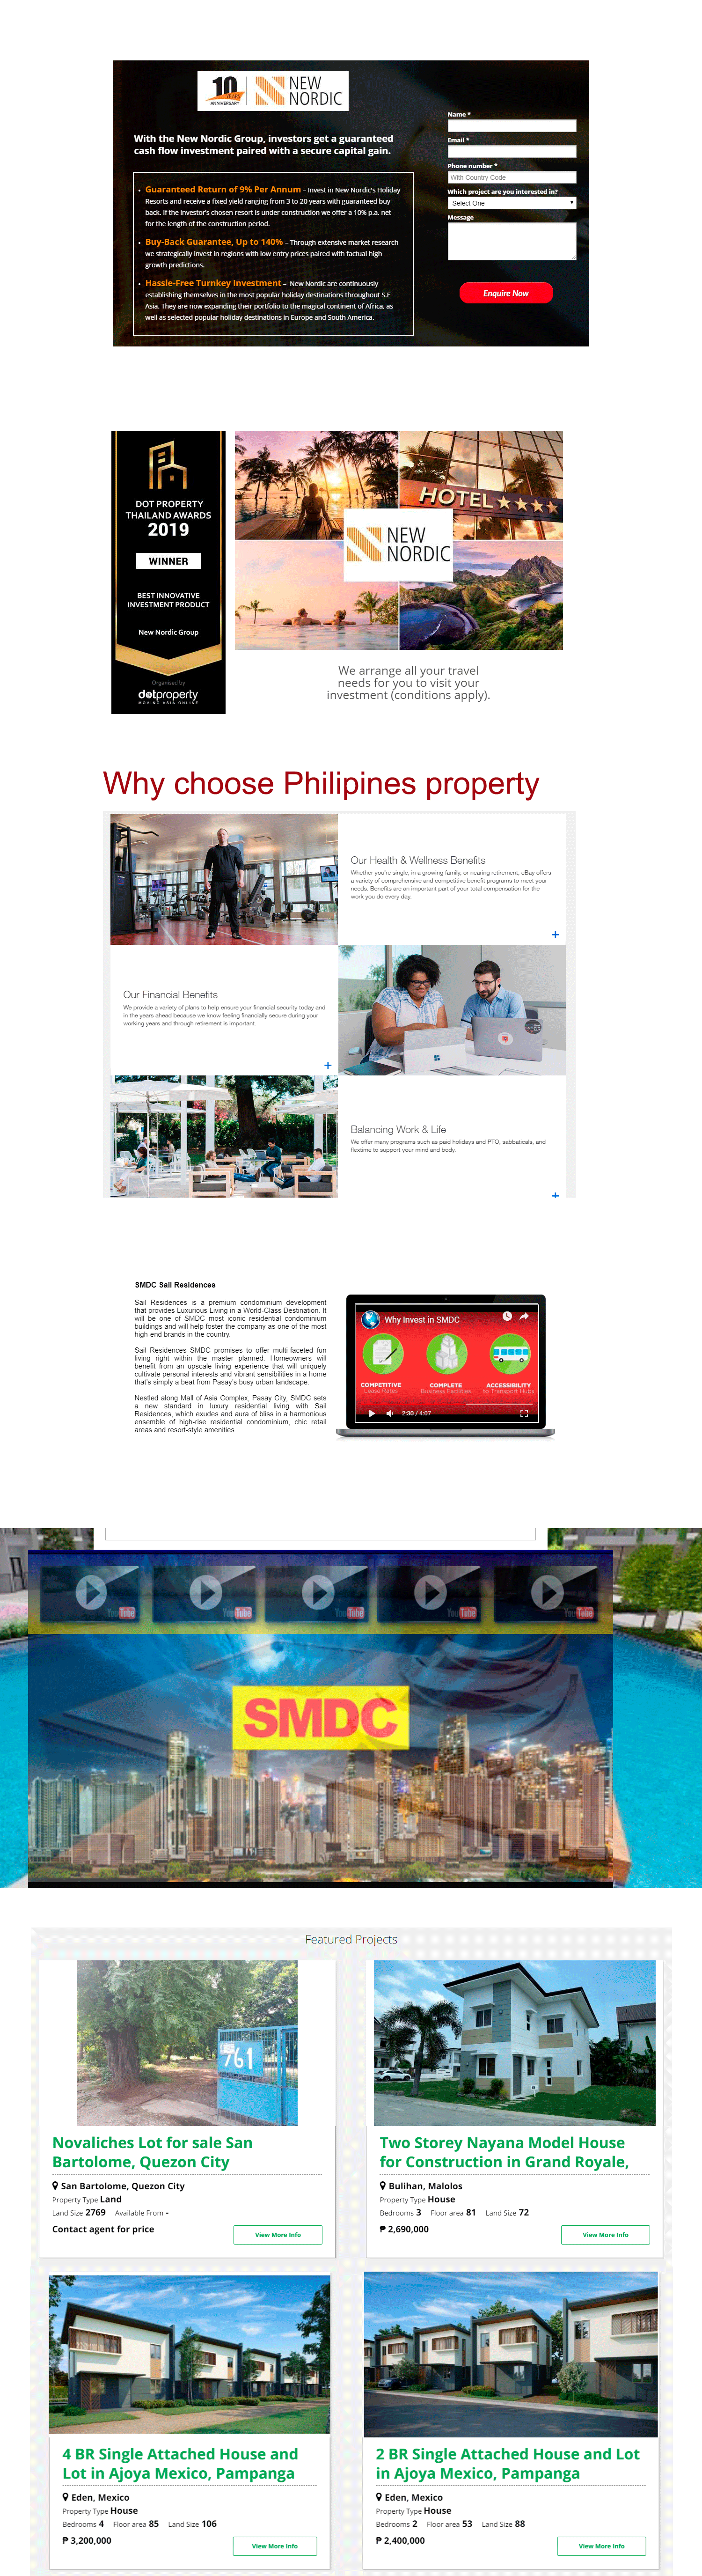 10
YEARS
ANNIVERSARY
NEW
NORDIC
With the New Nordic Group, investors get a guaranteed
cash flow investment paired with a secure capital gain.
• Guaranteed Return of 9% Per Annum – Invest in New Nordic's Holiday
Resorts and receive a fixed yield ranging from 3 to 20 years with guaranteed buy
back. If the investor's chosen resort is under construction we offer a 10% p.a. net
for the length of the construction period.
• Buy-Back Guarantee, Up to 140% – Through extensive market research
we strategically invest in regions with low entry prices paired with factual high
growth predictions.
• Hassle-Free Turnkey Investment – New Nordic are continuously
establishing themselves in the most popular holiday destinations throughout S.E
Asia. They are now expanding their portfolio to the magical continent of Africa, as
well as selected popular holiday destinations in Europe and South America.
Name *
Email *
Phone number *
With Country Code
Which project are you interested in?
Select One
Message
Enquire Now
DOT PROPERTY
THAILAND AWARDS
2019
WINNER
BEST INNOVATIVE
INVESTMENT PRODUCT
New Nordic Group
Organised by
dotproperty
MOVING ASIA ONLINE
HOTEL ★★★★
NEW
NORDIC
We arrange all your travel
needs for you to visit your
investment (conditions apply).
Why choose Philipines property
Our Health & Wellness Benefits
Whether you're single, in a growing family, or nearing retirement, eBay offers
a variety of comprehensive and competitive benefit programs to meet your
needs. Benefits are an important part of your total compensation for the
work you do every day.
+
Our Financial Benefits
We provide a variety of plans to help ensure your financial security today and
in the years ahead because we know feeling financially secure during your
working years and through retirement is important.
+
Balancing Work & Life
We offer many programs such as paid holidays and PTO, sabbaticals, and
flextime to support your mind and body.
+
SMDC Sail Residences
Sail Residences is a premium condominium development
that provides Luxurious Living in a World-Class Destination. It
will be one of SMDC most iconic residential condominium
buildings and will help foster the company as one of the most
high-end brands in the country.
Sail Residences SMDC promises to offer multi-faceted fun
living right within the master planned. Homeowners will
benefit from an upscale living experience that will uniquely
cultivate personal interests and vibrant sensibilities in a home
that's simply a beat from Pasay's busy urban landscape.
Nestled along Mall of Asia Complex, Pasay City, SMDC sets
a new standard in luxury residential living with Sail
Residences, which exudes and aura of bliss in a harmonious
ensemble of high-rise residential condominium, chic retail
areas and resort-style amenities.
Why Invest in SMDC
COMPETITIVE
Lease Rates
COMPLETE
Business Facilities
ACCESSIBILITY
to Transport Hubs
2:30 / 4:07
YouTube
YouTube
YouTube
YouTube
YouTube
SMDC
Featured Projects
761
Novaliches Lot for sale San
Bartolome, Quezon City
San Bartolome, Quezon City
Property Type Land
Land Size 2769 Available From -
Contact agent for price
View More Info
Two Storey Nayana Model House
for Construction in Grand Royale,
Bulihan, Malolos
Property Type House
Bedrooms 3 Floor area 81 Land Size 72
₱ 2,690,000
View More Info
4 BR Single Attached House and
Lot in Ajoya Mexico, Pampanga
Eden, Mexico
Property Type House
Bedrooms 4 Floor area 85 Land Size 106
₱ 3,200,000
View More Info
2 BR Single Attached House and Lot
in Ajoya Mexico, Pampanga
Eden, Mexico
Property Type House
Bedrooms 2 Floor area 53 Land Size 88
₱ 2,400,000
View More Info